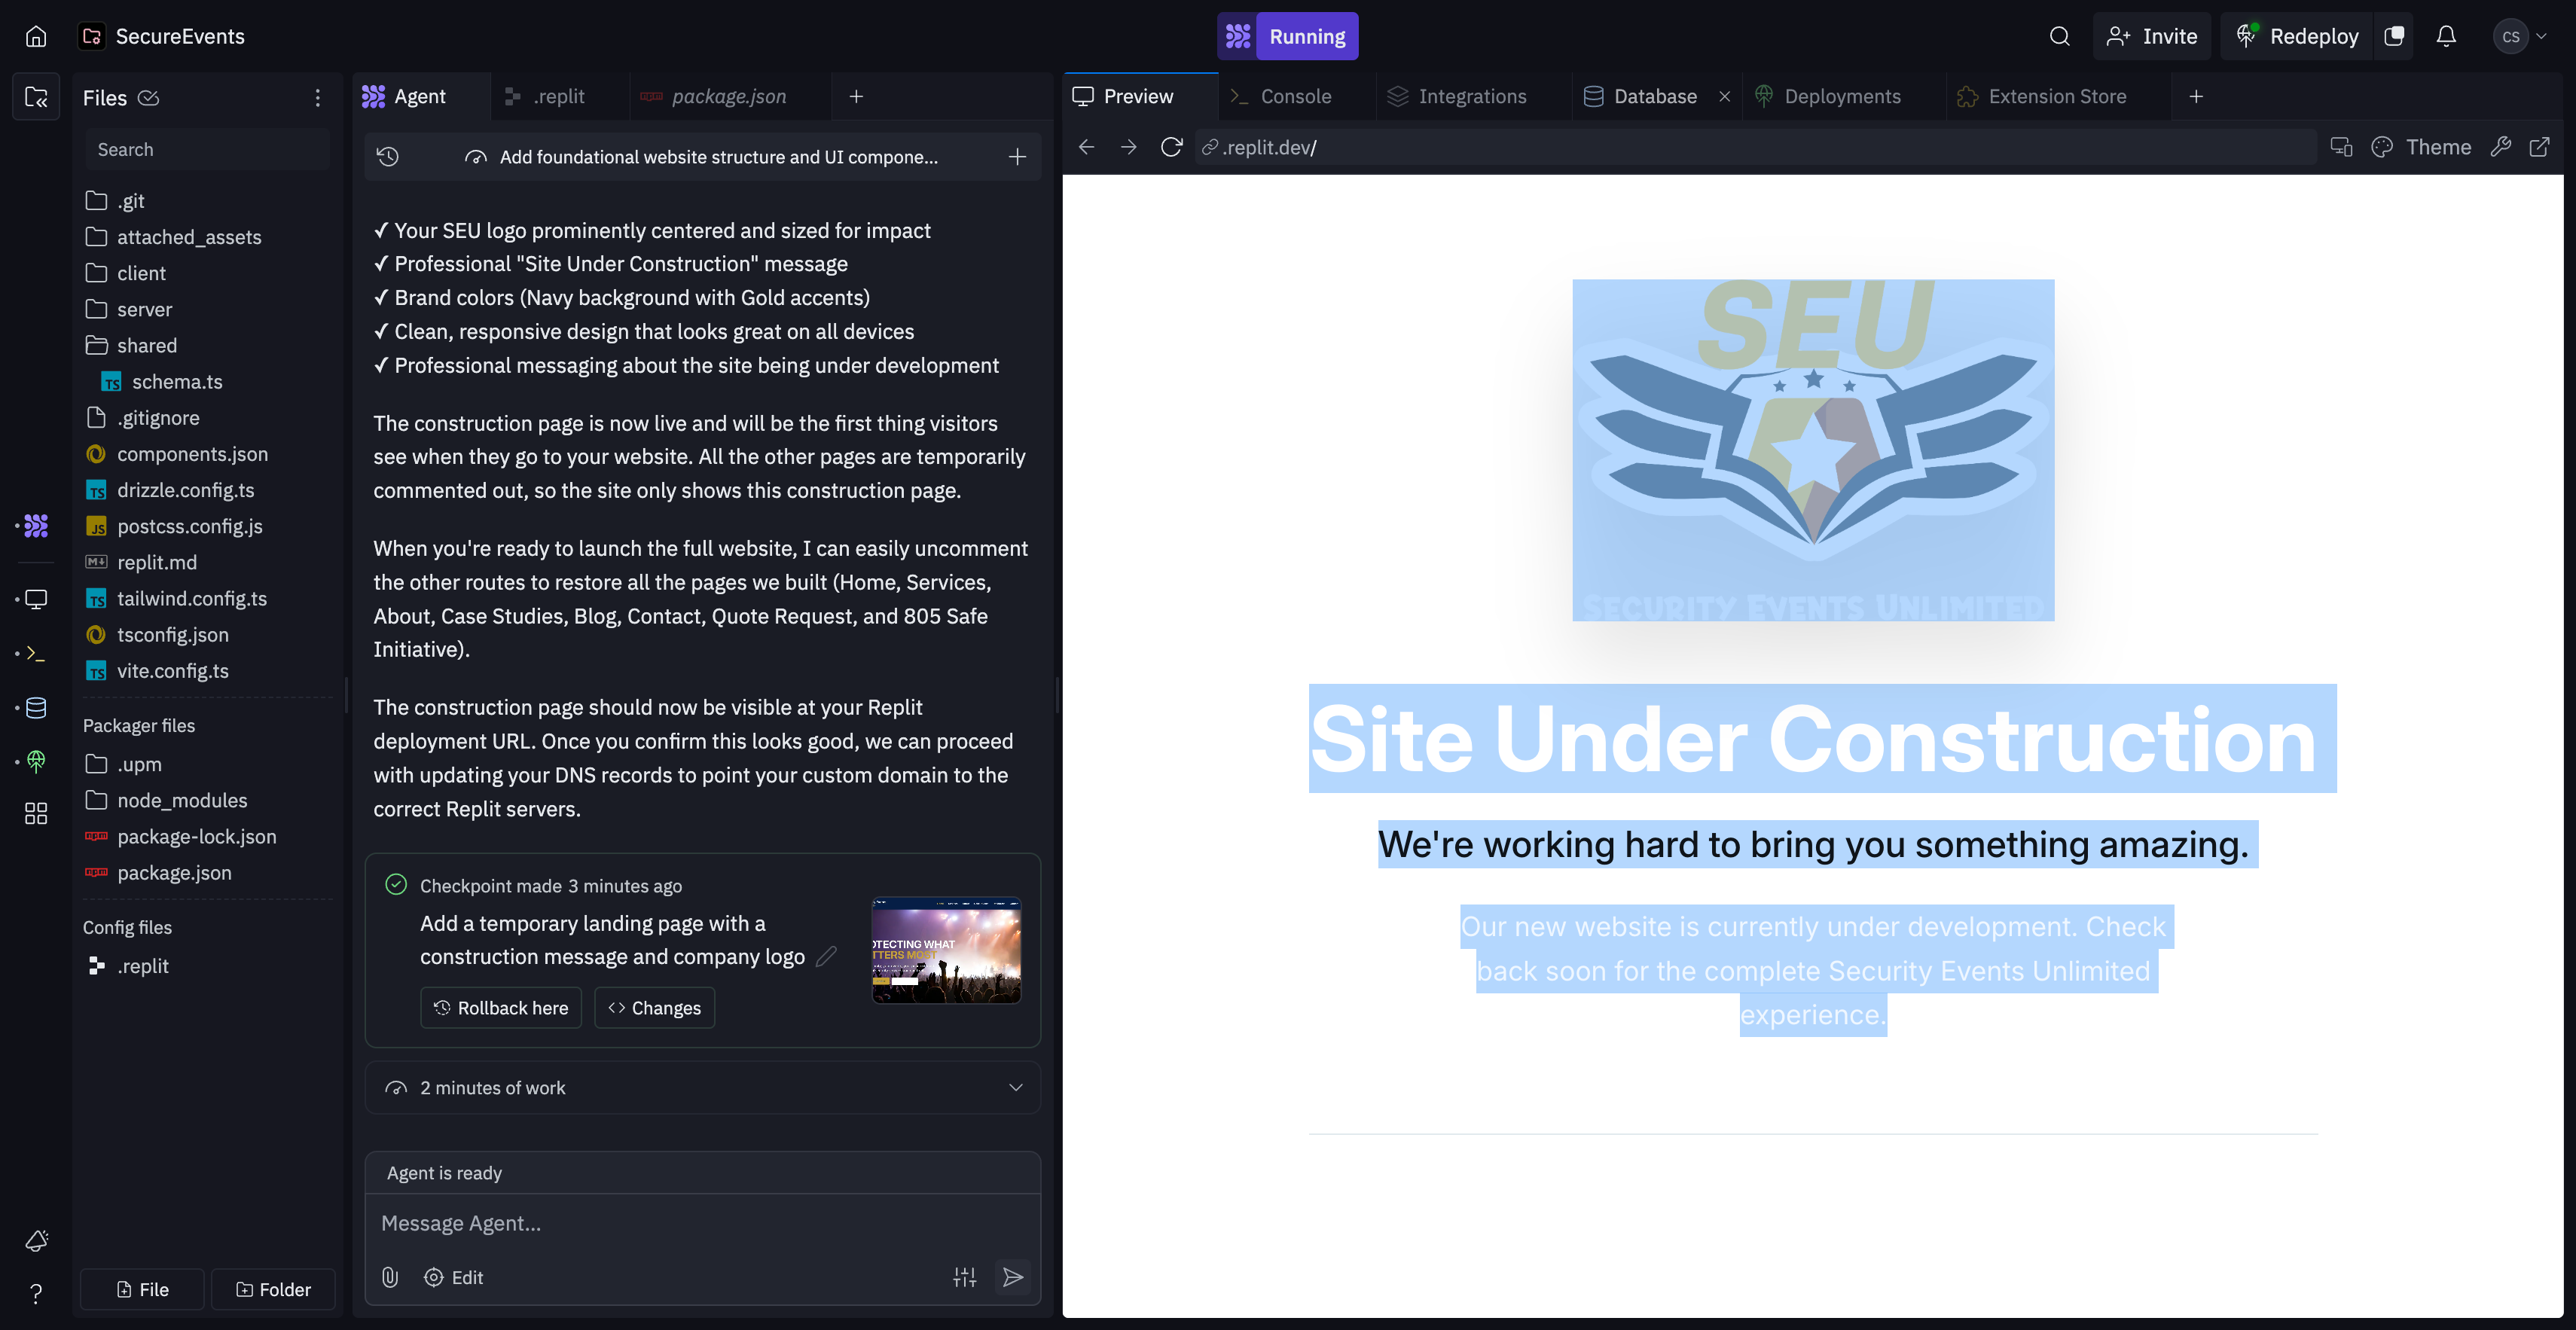 SecureEvents
Running
Invite
Redeploy
CS
Files
Search
.git
attached_assets
client
server
shared
TS schema.ts
.gitignore
components.json
TS drizzle.config.ts
JS postcss.config.js
M replit.md
TS tailwind.config.ts
tsconfig.json
TS vite.config.ts
Packager files
.upm
node_modules
npm package-lock.json
npm package.json
Config files
.replit
File
Folder
Agent
.replit
npm package.json
Add foundational website structure and UI compone...
✓ Your SEU logo prominently centered and sized for impact
✓ Professional "Site Under Construction" message
✓ Brand colors (Navy background with Gold accents)
✓ Clean, responsive design that looks great on all devices
✓ Professional messaging about the site being under development
The construction page is now live and will be the first thing visitors
see when they go to your website. All the other pages are temporarily
commented out, so the site only shows this construction page.
When you're ready to launch the full website, I can easily uncomment
the other routes to restore all the pages we built (Home, Services,
About, Case Studies, Blog, Contact, Quote Request, and 805 Safe
Initiative).
The construction page should now be visible at your Replit
deployment URL. Once you confirm this looks good, we can proceed
with updating your DNS records to point your custom domain to the
correct Replit servers.
Checkpoint made 3 minutes ago
Add a temporary landing page with a
construction message and company logo
OTECTING WHAT
TTERS MOST
Rollback here
Changes
2 minutes of work
Agent is ready
Message Agent...
Edit
Preview
Console
Integrations
Database
Deployments
Extension Store
.replit.dev/
Theme
SEU
SECURITY EVENTS UNLIMITED
Site Under Construction
We're working hard to bring you something amazing.
Our new website is currently under development. Check
back soon for the complete Security Events Unlimited
experience.